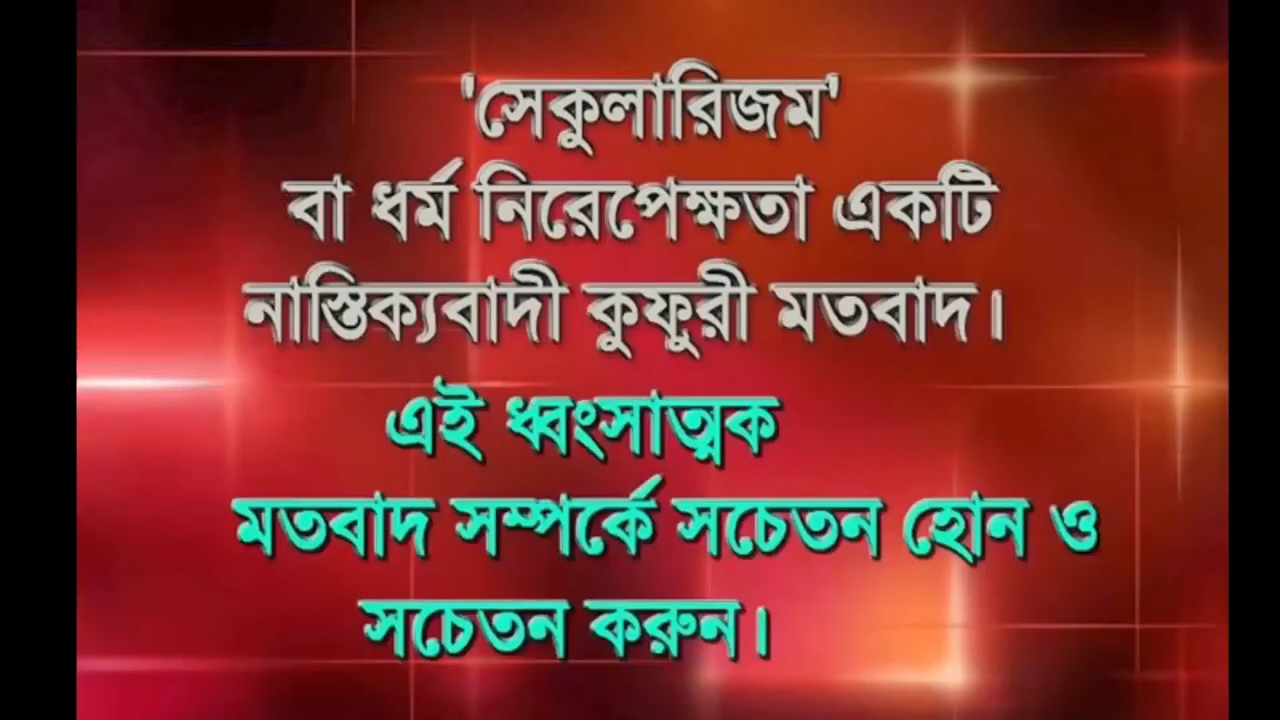 'সেকুলারিজম'
বা ধর্ম নিরেপেক্ষতা একটি
নাস্তিক্যবাদী কুফুরী মতবাদ।
এই ধ্বংসাত্মক
মতবাদ সম্পর্কে সচেতন হোন ও
সচেতন করুন।